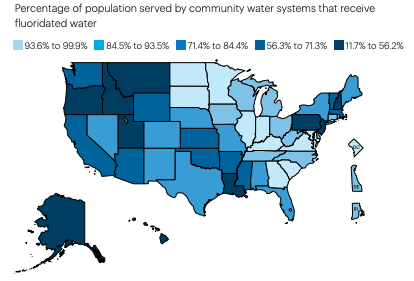 Percentage of population served by community water systems that receive
fluoridated water
93.6% to 99.9% 84.5% to 93.5% 71.4% to 84.4% 56.3% to 71.3% 11.7% to 56.2%
DC
DE
RI